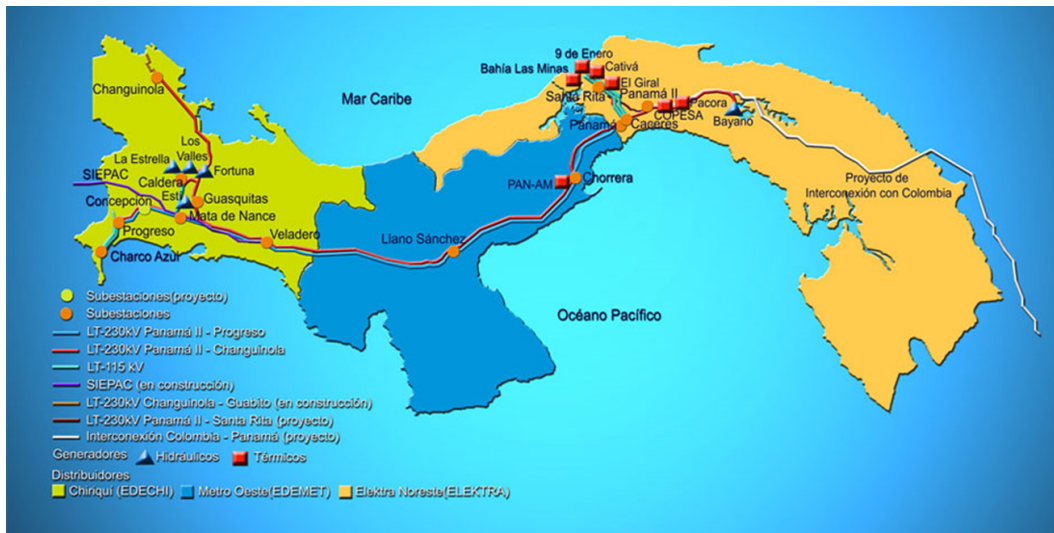 9 de Enero
Bahía Las Minas
Cativá
El Giral
Changuinola
Santa Rita
Panamá II
Mar Caribe
Pacora
COPESA
Bayano
Panamá
Caceres
Los
Valles
La Estrella
Fortuna
SIEPAC
Caldera
PAN-AM
Chorrera
Proyecto de
Interconexión con Colombia
Esti
Guasquitas
Concepción
Mata de Nance
Progreso
Veladero
Llano Sánchez
Charco Azúl
Subestaciones(proyecto)
Subestaciones
Océano Pacífico
LT-230kV Panamá II - Progreso
LT-230kV Panamá II - Changuinola
LT-115 kV
SIEPAC (en construcción)
LT-230kV Changuinola - Guabito (en construcción)
LT-230kV Panamá II - Santa Rita (proyecto)
Interconexión Colombia - Panamá (proyecto)
Generadores Hidráulicos Térmicos
Distribuidores
Chiriquí (EDECHI) Metro Oeste(EDEMET) Elektra Noreste(ELEKTRA)